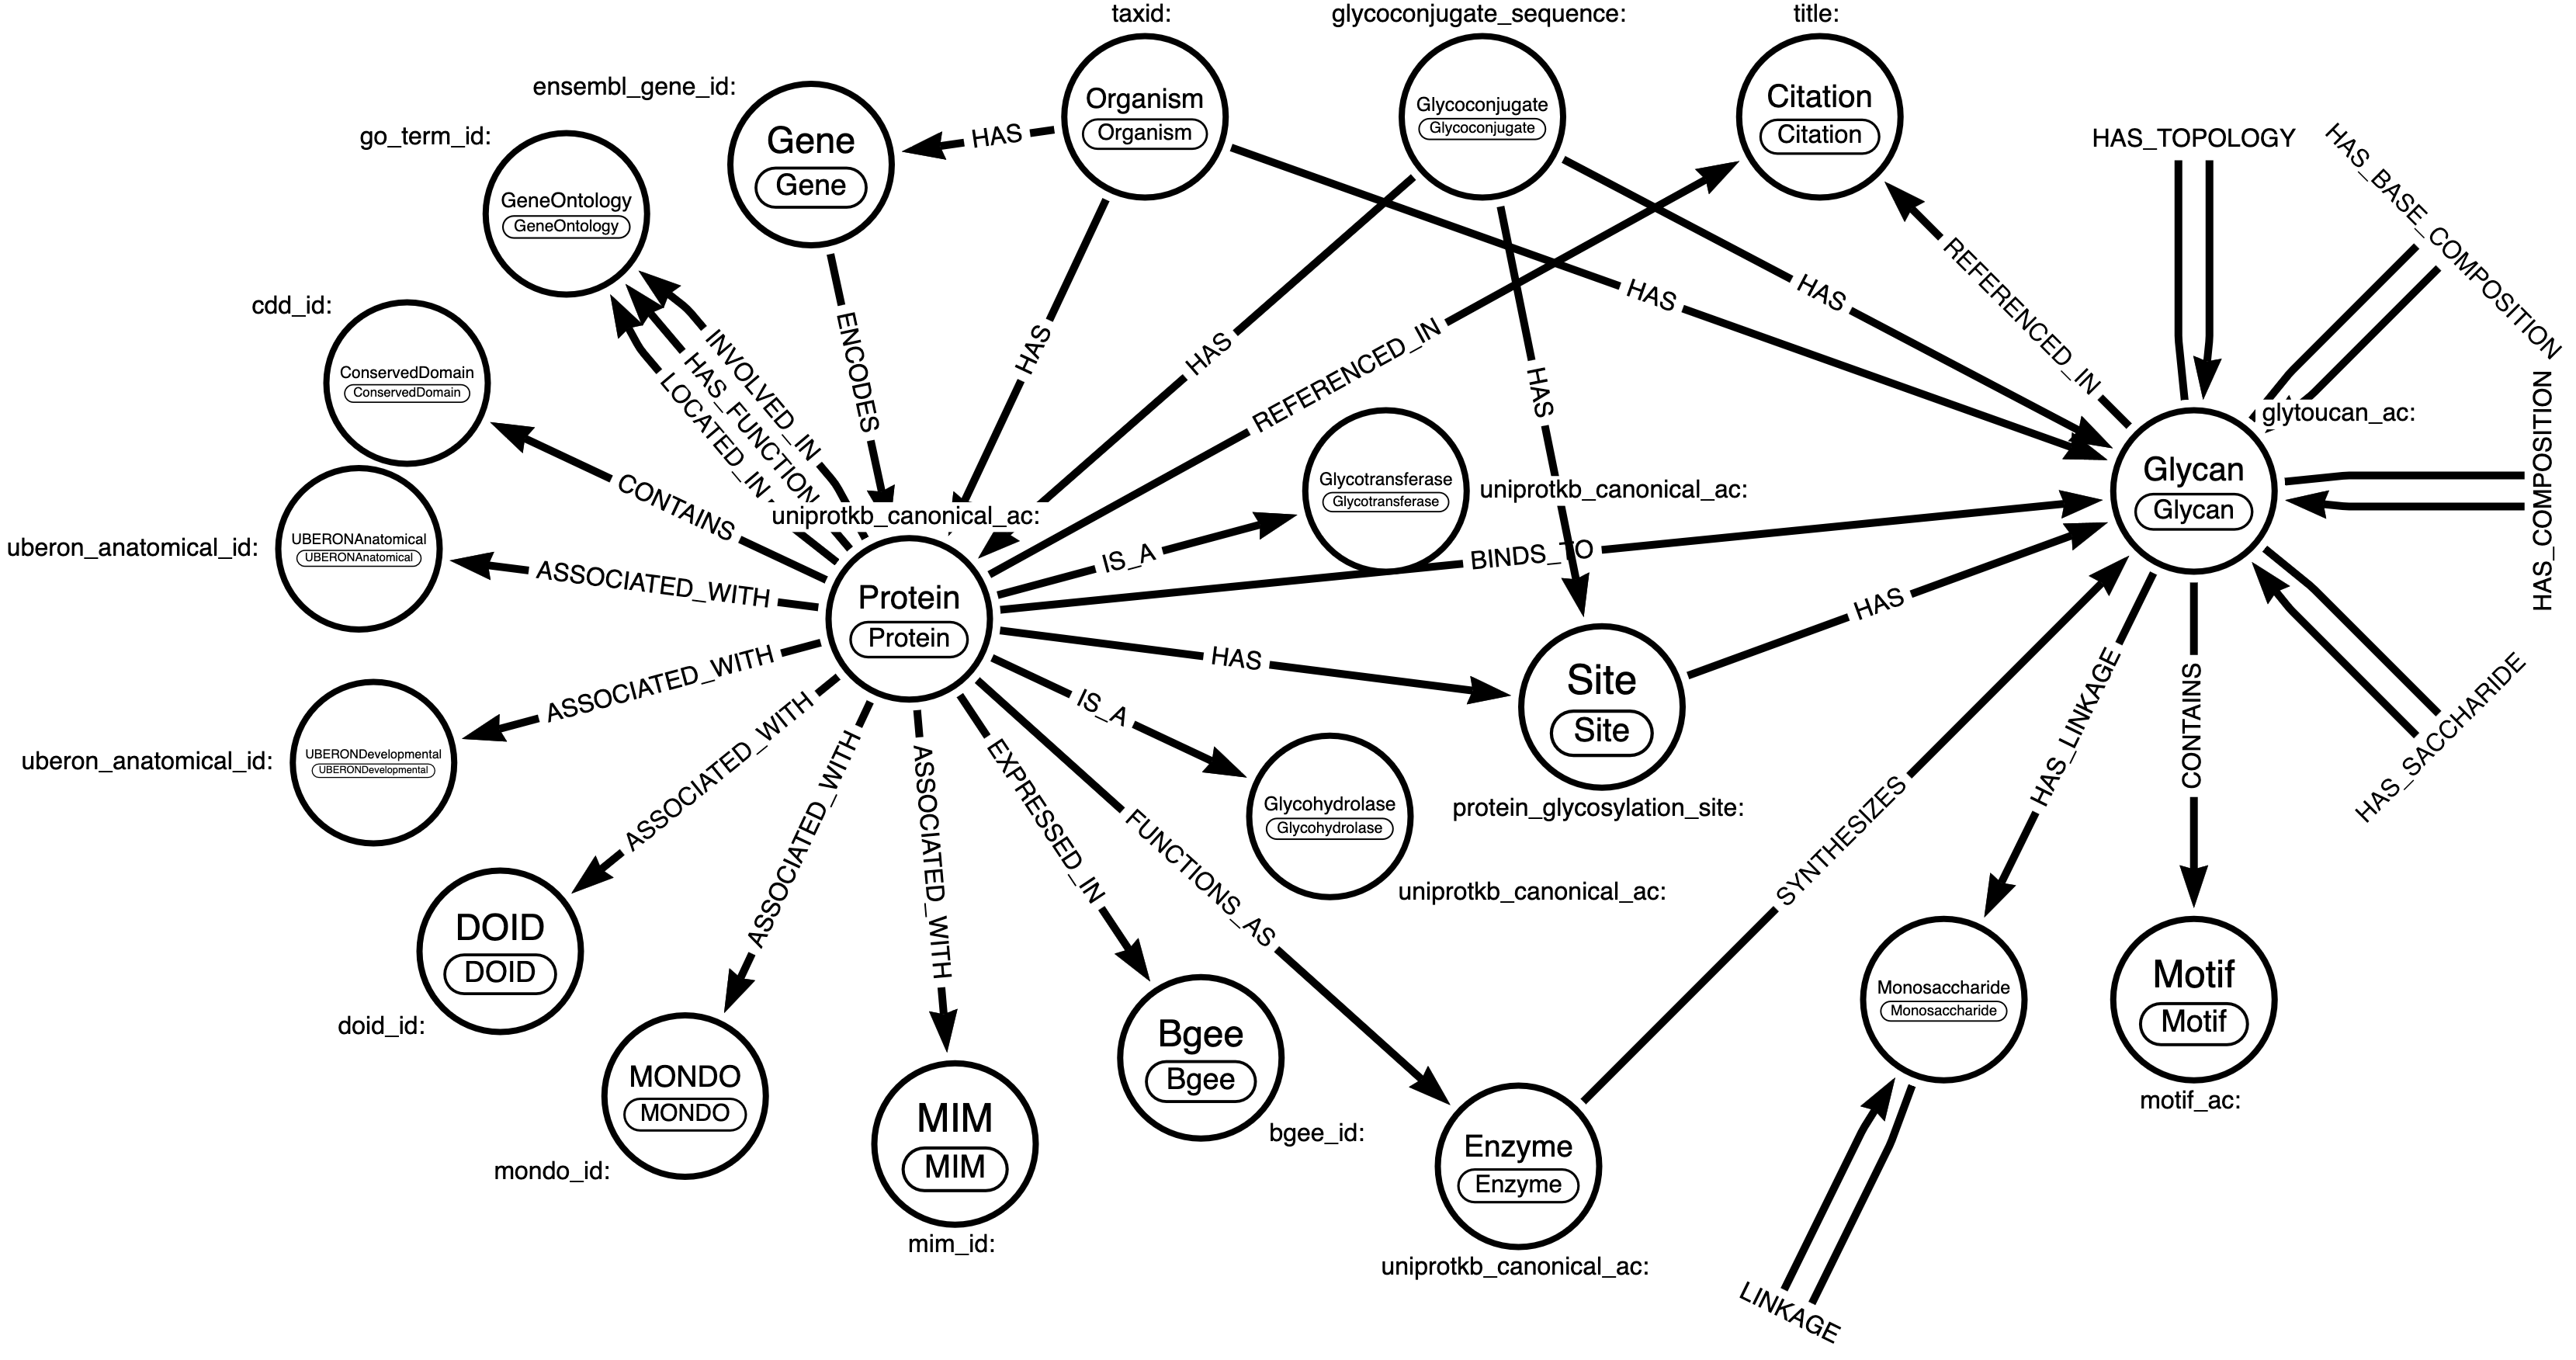 taxid:
glycoconjugate_sequence:
title:
ensembl_gene_id:
Organism
Organism
Glycoconjugate
Glycoconjugate
Citation
Citation
go_term_id:
Gene
Gene
HAS
HAS_TOPOLOGY
HAS_BASE_COMPOSITION
GeneOntology
GeneOntology
cdd_id:
ENCODES
HAS
HAS
REFERENCED_IN
HAS
HAS
HAS
REFERENCED_IN
ConservedDomain
ConservedDomain
INVOLVED_IN
HAS_FUNCTION
LOCATED_IN
glytoucan_ac:
HAS_COMPOSITION
CONTAINS
uniprotkb_canonical_ac:
Glycotransferase
Glycotransferase
uniprotkb_canonical_ac:
Glycan
Glycan
uberon_anatomical_id:
UBERONAnatomical
UBERONAnatomical
ASSOCIATED_WITH
IS_A
BINDS_TO
HAS
Protein
Protein
HAS
Site
Site
protein_glycosylation_site:
ASSOCIATED_WITH
uberon_anatomical_id:
UBERONDevelopmental
UBERONDevelopmental
IS_A
Glycohydrolase
Glycohydrolase
uniprotkb_canonical_ac:
HAS_LINKAGE
CONTAINS
HAS_SACCHARIDE
ASSOCIATED_WITH
ASSOCIATED_WITH
ASSOCIATED_WITH
EXPRESSED_IN
FUNCTIONS_AS
SYNTHESIZES
DOID
DOID
doid_id:
MONDO
MONDO
mondo_id:
MIM
MIM
mim_id:
Bgee
Bgee
bgee_id:
Enzyme
Enzyme
uniprotkb_canonical_ac:
Monosaccharide
Monosaccharide
Motif
Motif
motif_ac:
LINKAGE